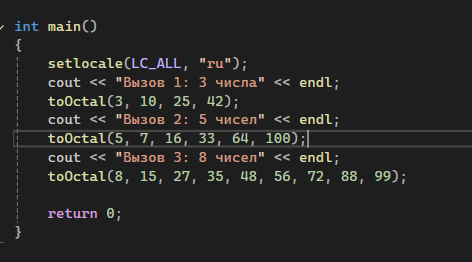 int main()
{
setlocale(LC_ALL, "ru");
cout << "Вызов 1: 3 числа" << endl;
toOctal(3, 10, 25, 42);
cout << "Вызов 2: 5 чисел" << endl;
toOctal(5, 7, 16, 33, 64, 100);
cout << "Вызов 3: 8 чисел" << endl;
toOctal(8, 15, 27, 35, 48, 56, 72, 88, 99);
return 0;
}